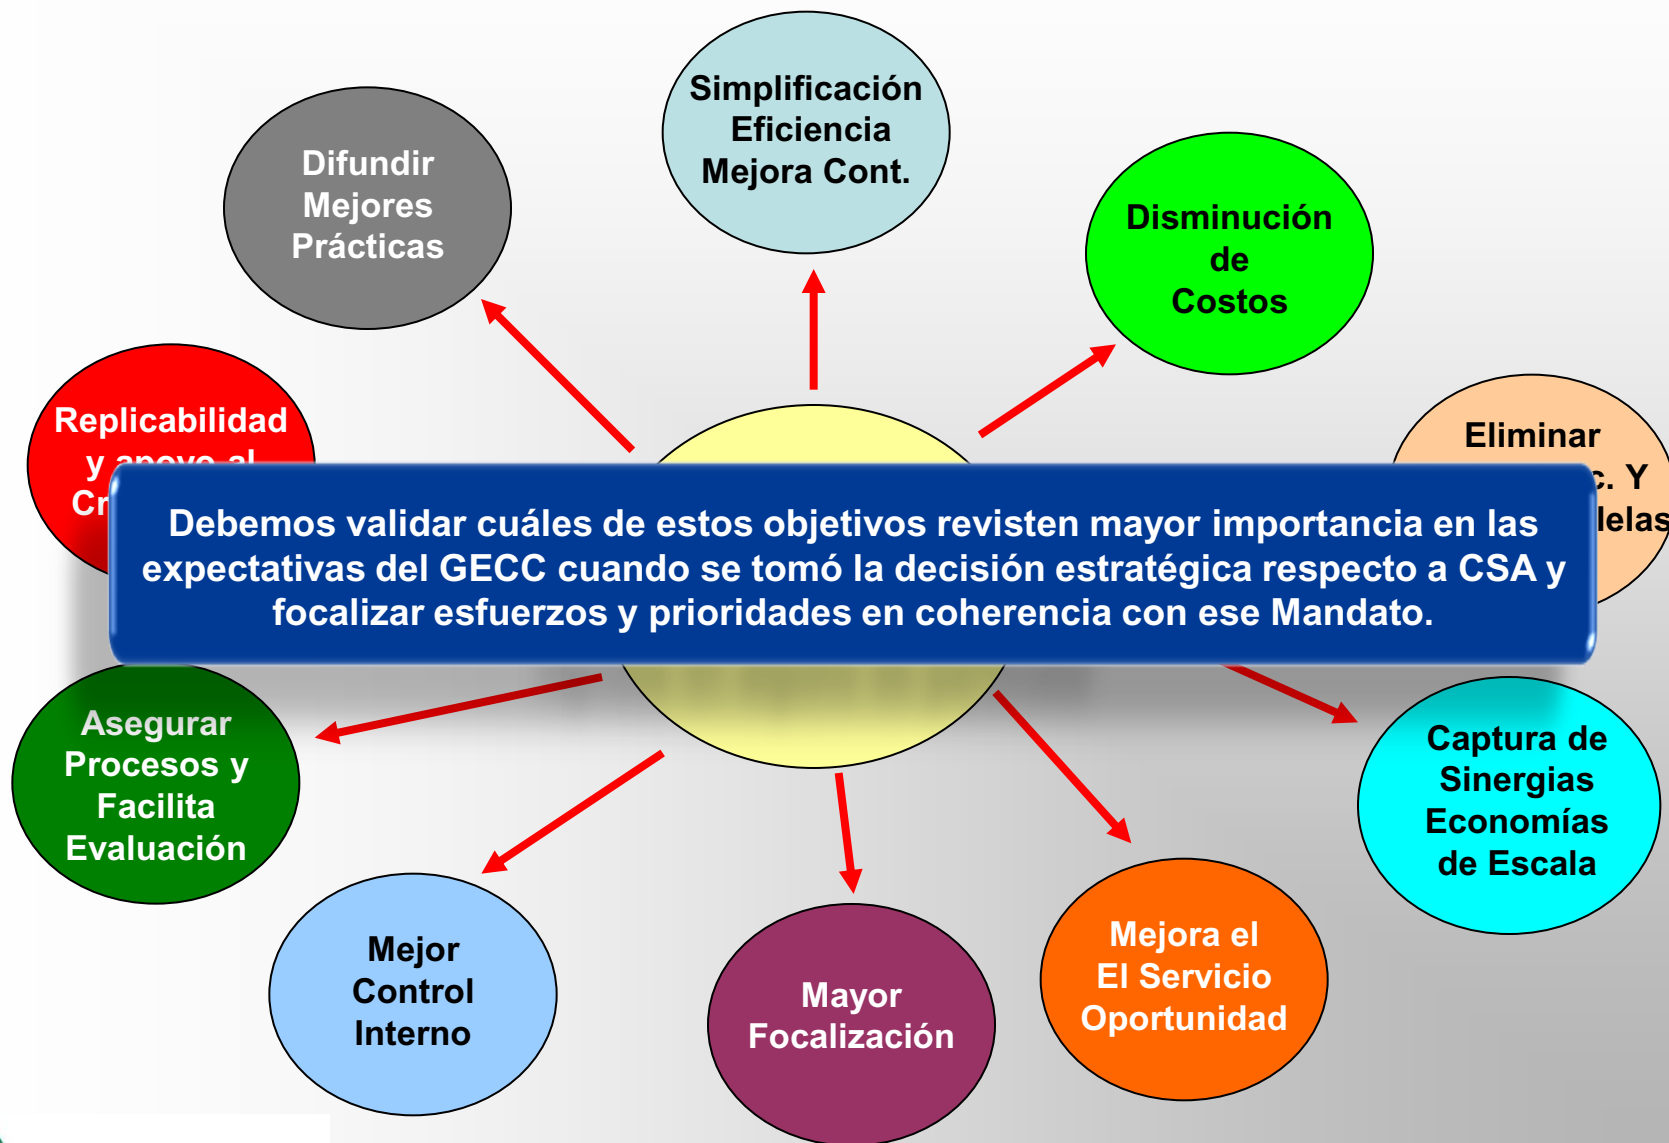 Simplificación
Eficiencia
Mejora Cont.
Difundir
Mejores
Prácticas
Disminución
de
Costos
Replicabilidad
y apoyo al
Eliminar
Y
Debemos validar cuáles de estos objetivos revisten mayor importancia en las
expectativas del GECC cuando se tomó la decisión estratégica respecto a CSA y
focalizar esfuerzos y prioridades en coherencia con ese Mandato.
Asegurar
Procesos y
Facilita
Evaluación
Captura de
Sinergias
Economías
de Escala
Mejor
Control
Interno
Mayor
Focalización
Mejora el
El Servicio
Oportunidad